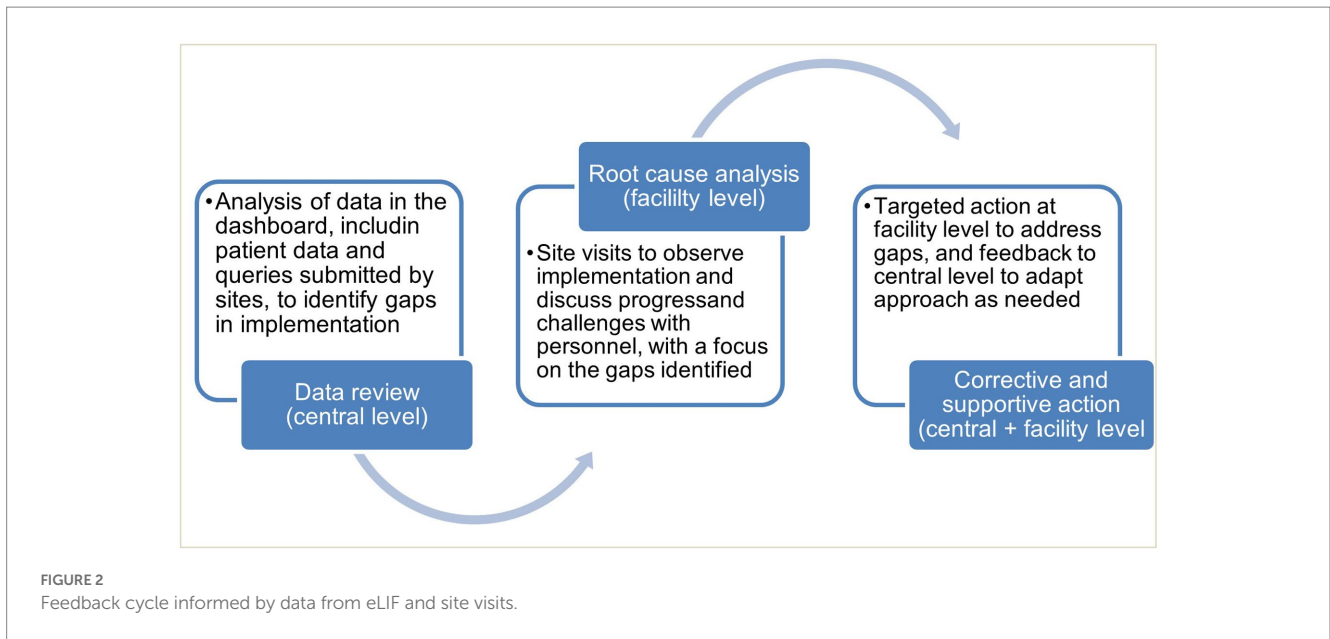 •Analysis of data in the
dashboard, includin
patient data and
queries submitted by
sites, to identify gaps
in implementation
Data review
(central level)
Root cause analysis
(facililty level)
•Site visits to observe
implementation and
discuss progressand
challenges with
personnel, with a focus
on the gaps identified
•Targeted action at
facility level to address
gaps, and feedback to
central level to adapt
approach as needed
Corrective and
supportive action
(central + facility level
FIGURE 2
Feedback cycle informed by data from eLIF and site visits.